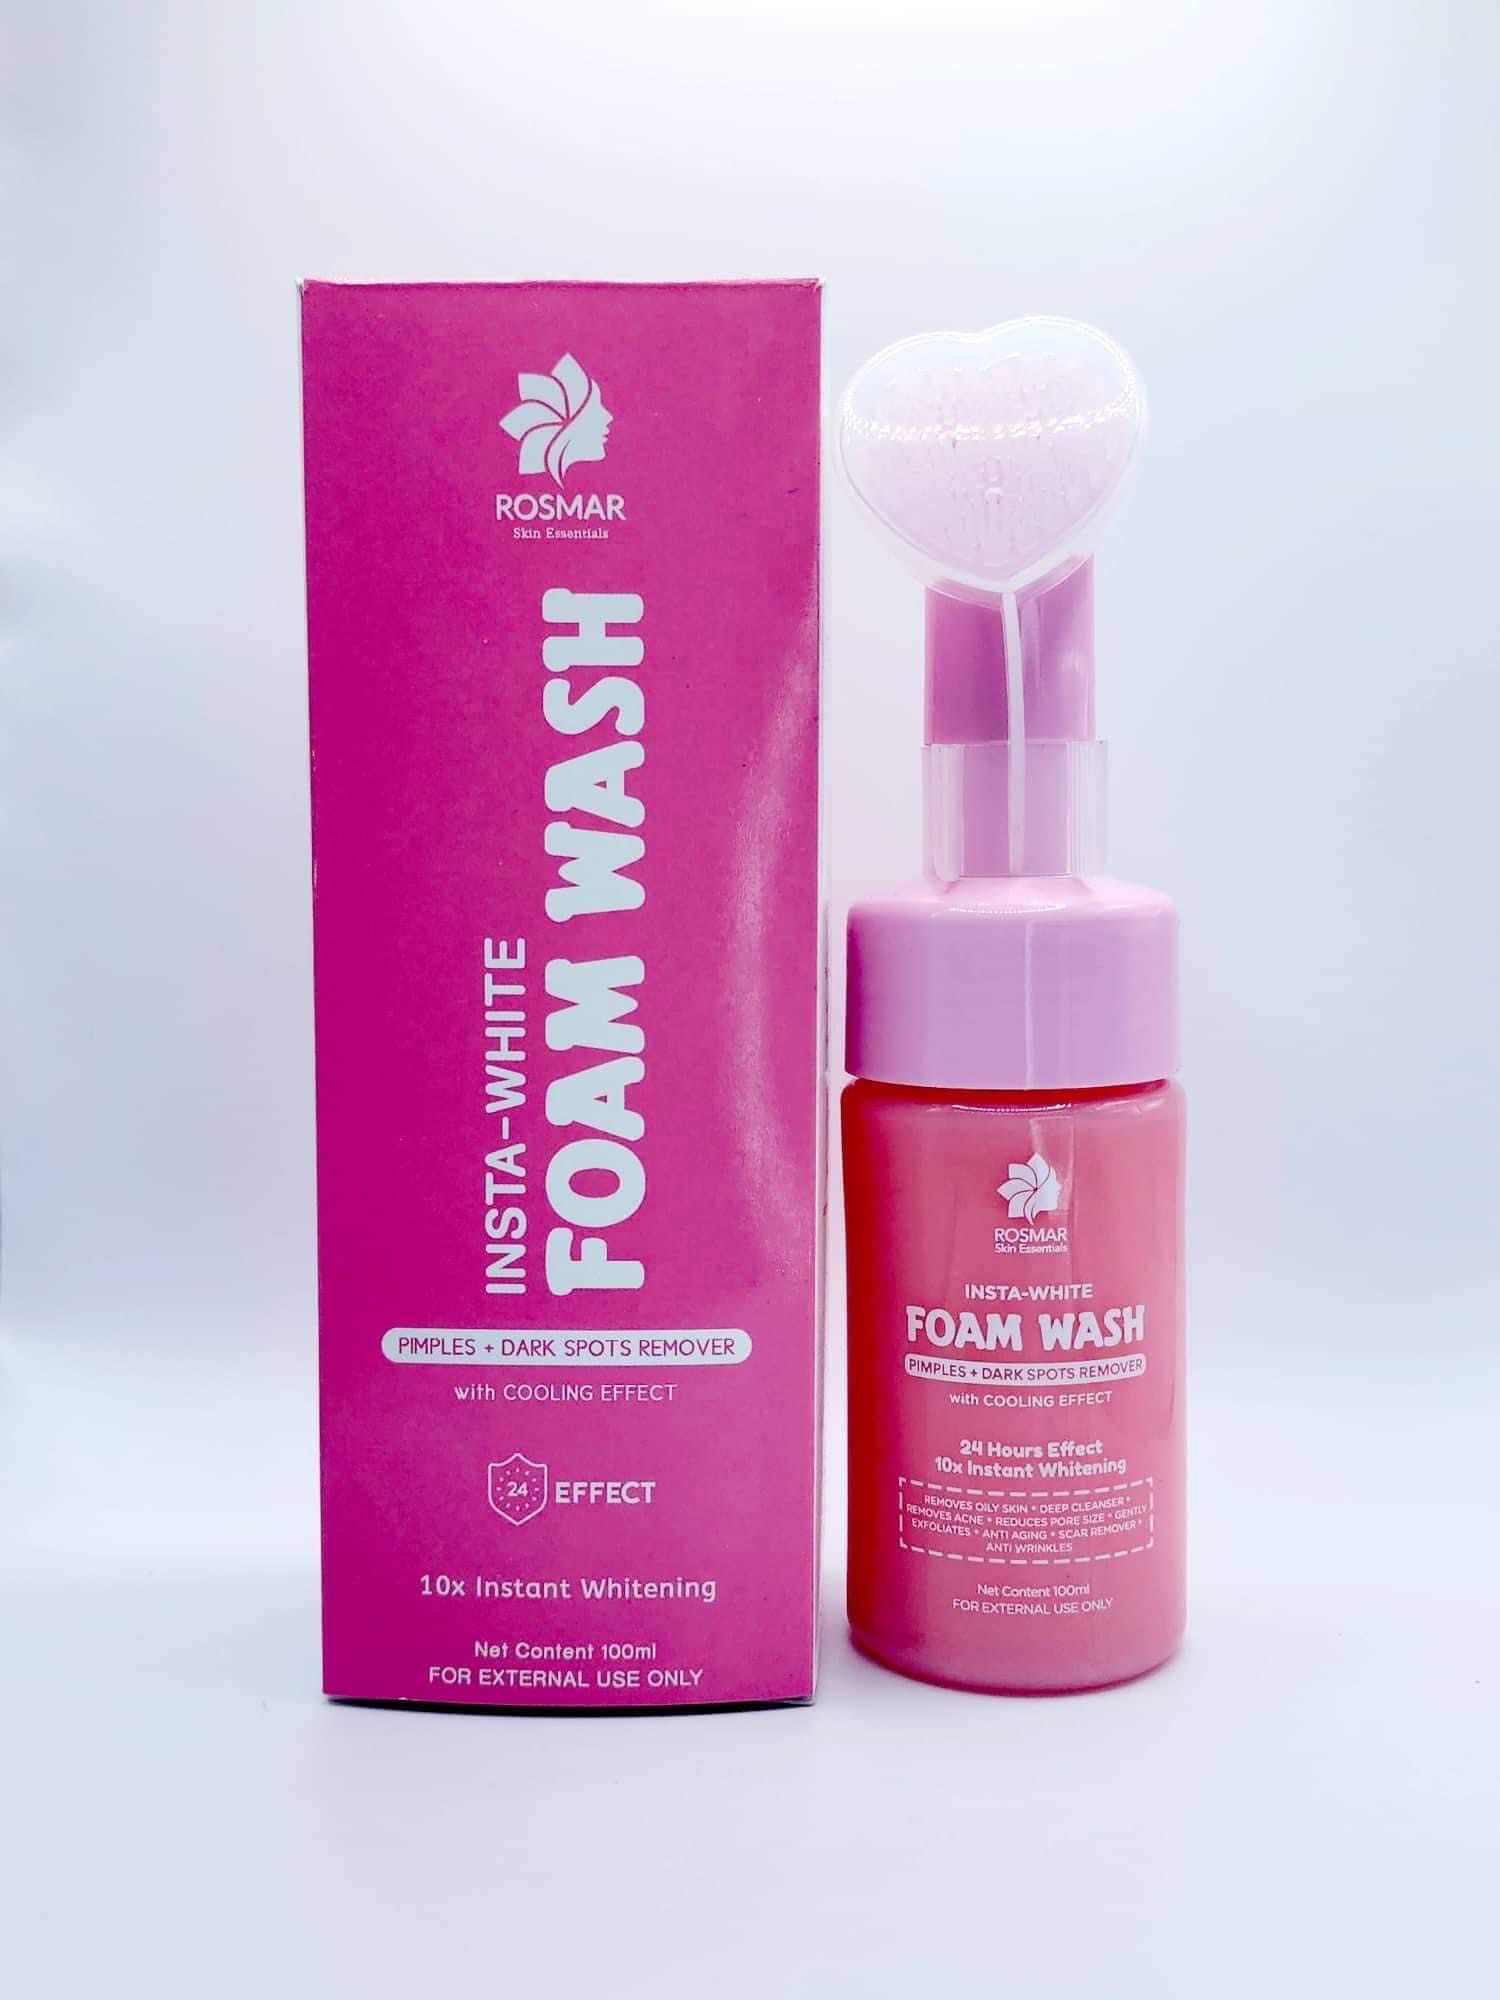 ROSMAR
Skin Essentials
INSTA-WHITE
FOAM WASH
PIMPLES + DARK SPOTS REMOVER
with COOLING EFFECT
24 EFFECT
10x Instant Whitening
Net Content 100ml
FOR EXTERNAL USE ONLY
ROSMAR
Skin Essentials
INSTA-WHITE
FOAM WASH
PIMPLES + DARK SPOTS REMOVER
with COOLING EFFECT
24 Hours Effect
10x Instant Whitening
REMOVES OILY SKIN * DEEP CLEANSER *
REMOVES ACNE * REDUCES PORE SIZE * GENTLY
EXFOLIATES * ANTI AGING * SCAR REMOVER *
ANTI WRINKLES
Net Content 100ml
FOR EXTERNAL USE ONLY